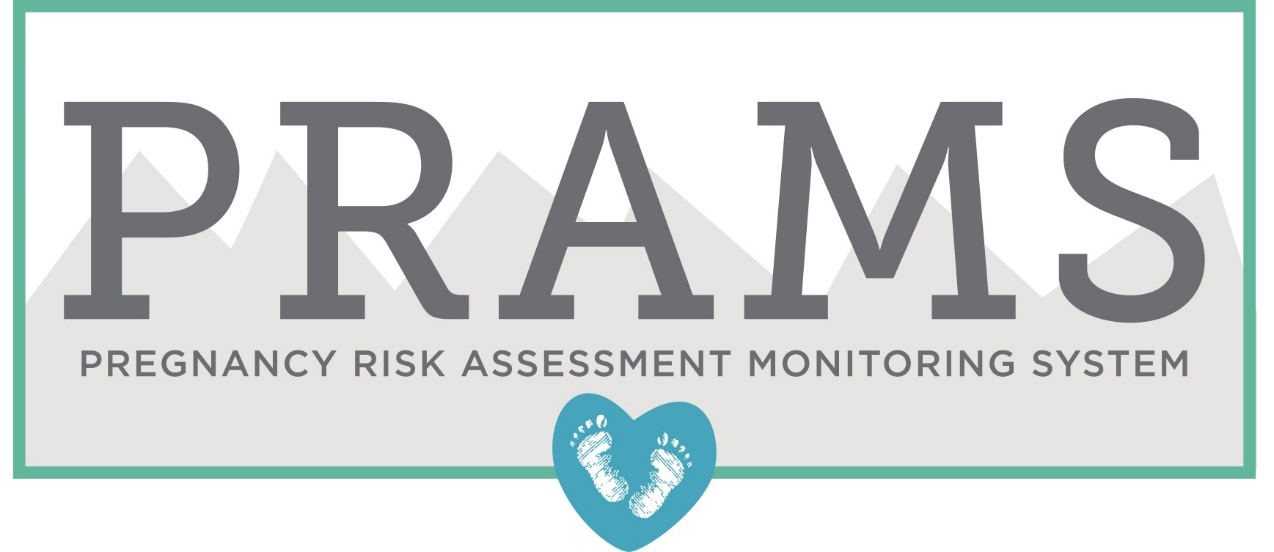 PRAMS
PREGNANCY RISK ASSESSMENT MONITORING SYSTEM